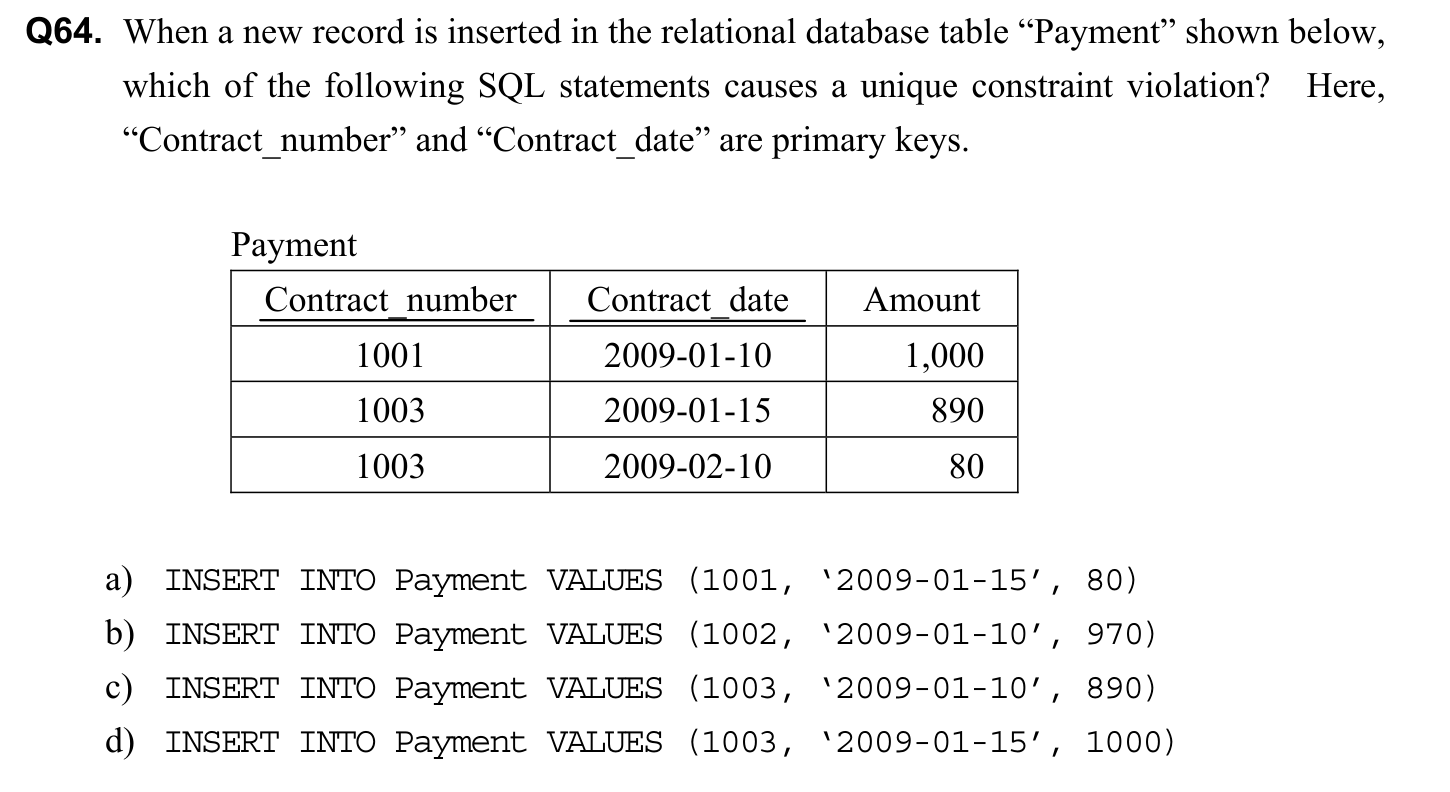 Q64. When a new record is inserted in the relational database table “Payment” shown below,
which of the following SQL statements causes a unique constraint violation? Here,
“Contract_number” and “Contract_date” are primary keys.
Payment
Contract_number Contract_date Amount
1001 2009-01-10 1,000
1003 2009-01-15 890
1003 2009-02-10 80
a) INSERT INTO Payment VALUES (1001, ‘2009-01-15’, 80)
b) INSERT INTO Payment VALUES (1002, ‘2009-01-10’, 970)
c) INSERT INTO Payment VALUES (1003, ‘2009-01-10’, 890)
d) INSERT INTO Payment VALUES (1003, ‘2009-01-15’, 1000)